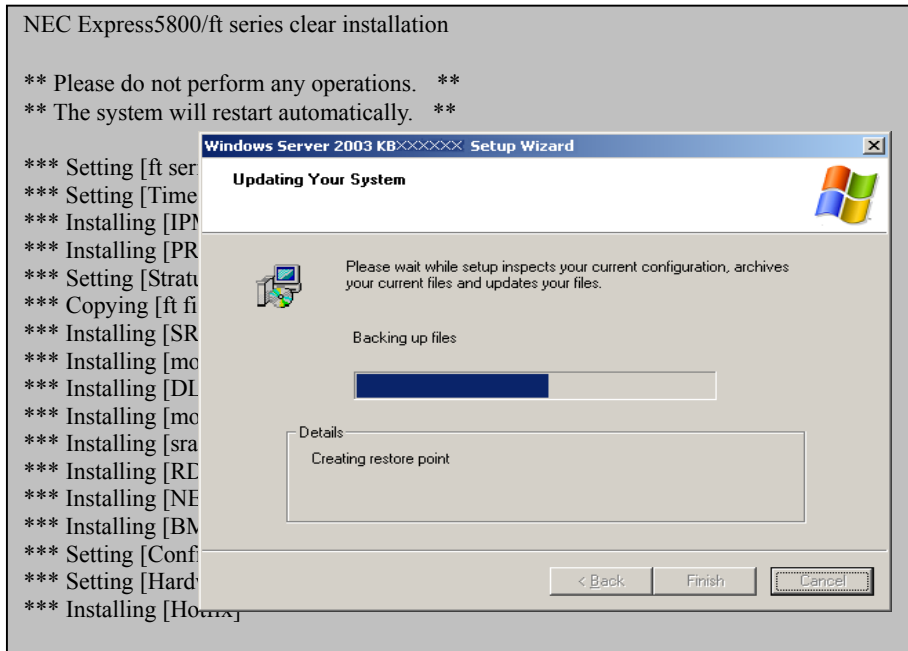 NEC Express5800/ft series clear installation
** Please do not perform any operations. **
** The system will restart automatically. **
*** Setting [ft ser
*** Setting [Time
*** Installing [IPM
*** Installing [PR
*** Setting [Stratu
*** Copying [ft fi
*** Installing [SR
*** Installing [mo
*** Installing [DL
*** Installing [mo
*** Installing [sra
*** Installing [RD
*** Installing [NE
*** Installing [BM
*** Setting [Confi
*** Setting [Hardw
*** Installing [Hotfix]
Windows Server 2003 KB×××××× Setup Wizard
Updating Your System
Please wait while setup inspects your current configuration, archives
your current files and updates your files.
Backing up files
Details
Creating restore point
< Back
Finish
Cancel